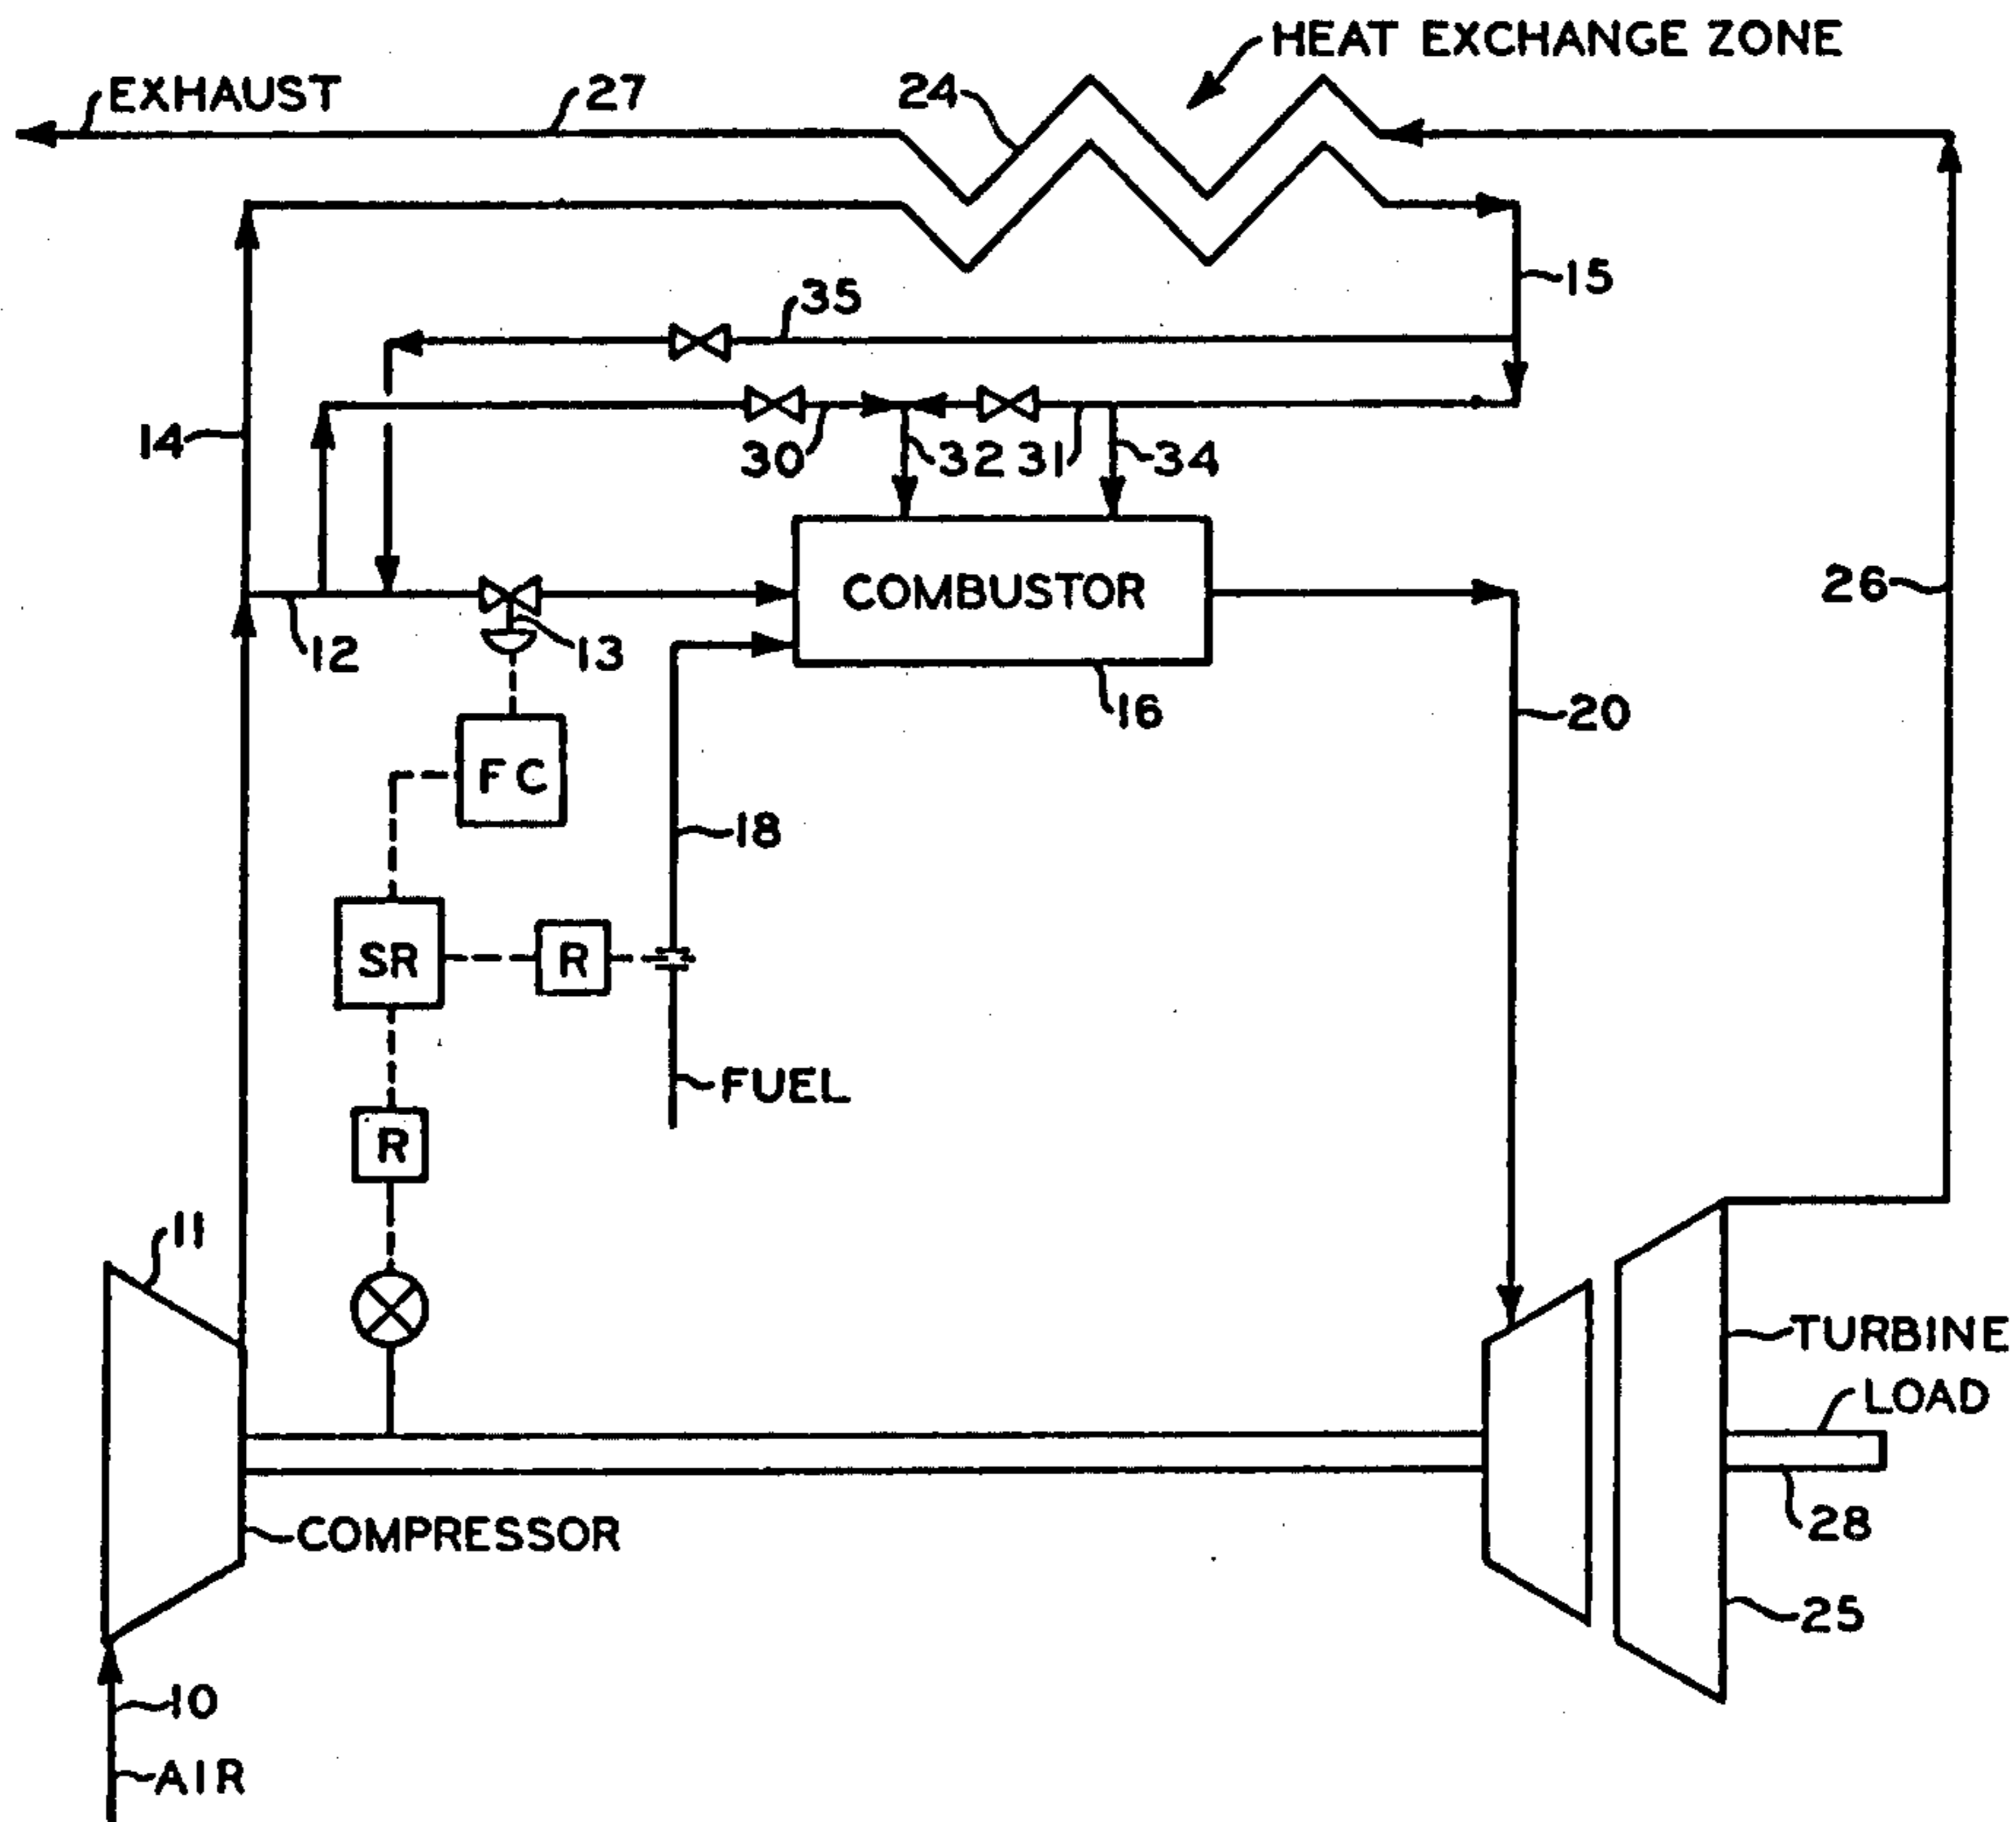 HEAT EXCHANGE ZONE
EXHAUST
27
24
15
35
14
30
32
31
34
26
12
13
COMBUSTOR
16
20
FC
18
SR
R
FUEL
R
11
TURBINE
LOAD
COMPRESSOR
28
25
10
AIR